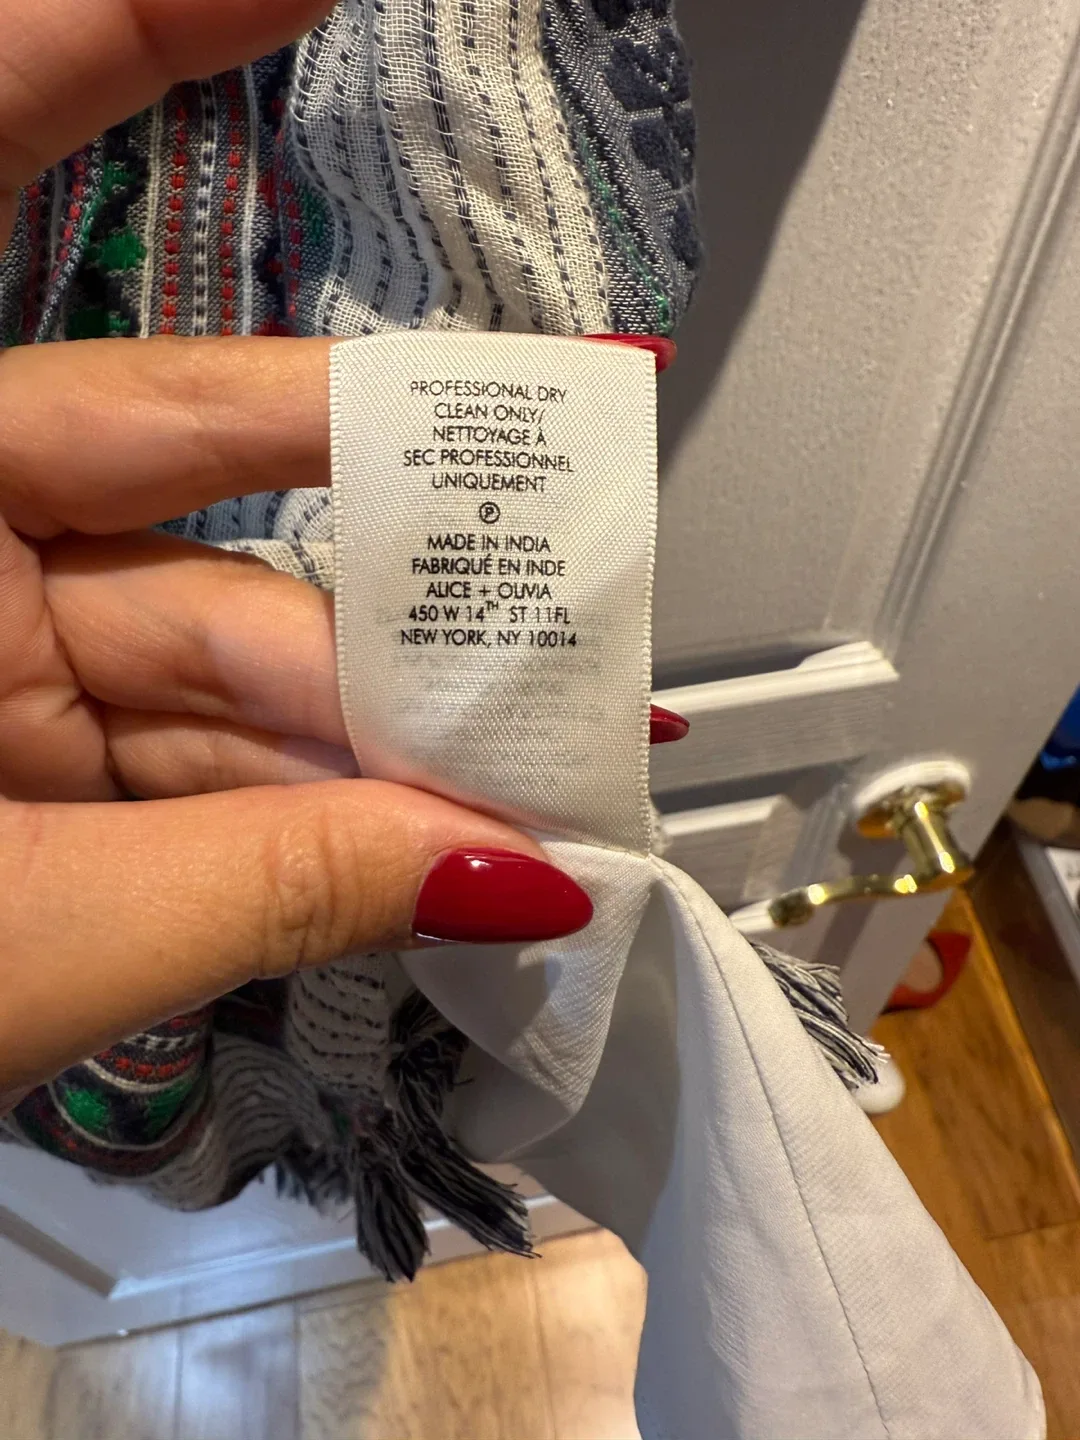 PROFESSIONAL DRY
CLEAN ONLY/
NETTOYAGE À
SEC PROFESSIONNEL
UNIQUEMENT
Ⓟ
MADE IN INDIA
FABRIQUÉ EN INDE
ALICE + OLIVIA
450 W 14TH ST 11FL
NEW YORK, NY 10014